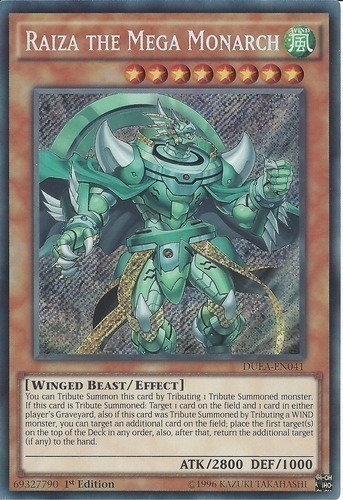 RAIZA THE MEGA MONARCH
WIND
風
DUEA-EN041
[WINGED BEAST/EFFECT]
You can Tribute Summon this card by Tributing 1 Tribute Summoned monster.
If this card is Tribute Summoned: Target 1 card on the field and 1 card in either
player's Graveyard, also if this card was Tribute Summoned by Tributing a WIND
monster, you can target an additional card on the field; place the first target(s)
on the top of the Deck in any order, also, after that, return the additional target
(if any) to the hand.
ATK/2800 DEF/1000
69327790 1st Edition ©1996 KAZUKI TAKAHASHI